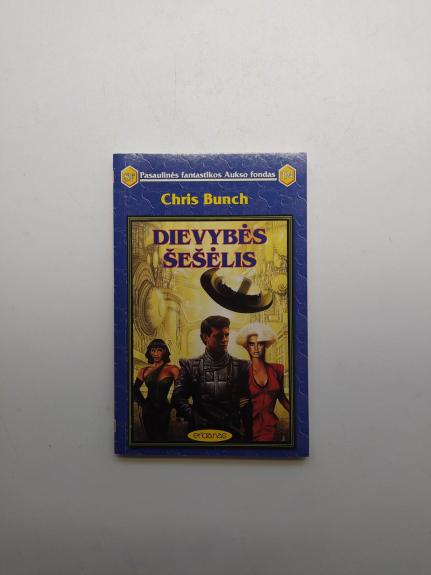 Pasaulinės fantastikos Aukso fondas
Chris Bunch
DIEVYBĖS
ŠEŠĖLIS
eridanas